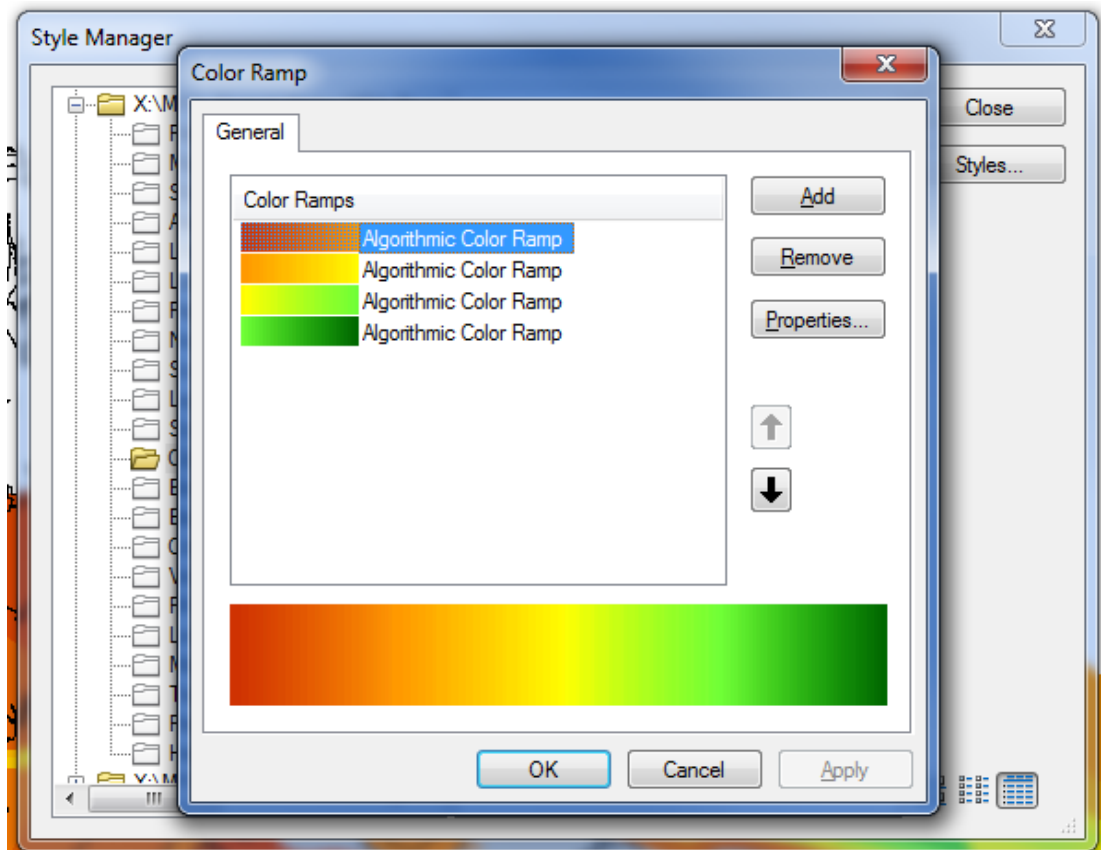 Style Manager
Color Ramp
X:\M
Close
General
Styles...
Color Ramps
Add
Algorithmic Color Ramp
Algorithmic Color Ramp
Remove
Algorithmic Color Ramp
Algorithmic Color Ramp
Properties...
OK
Cancel
Apply